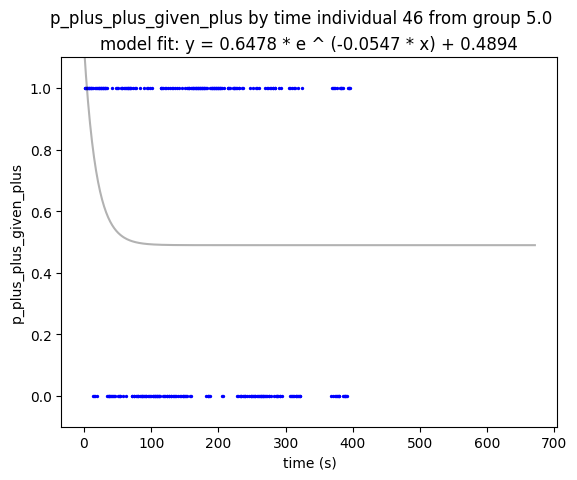 p_plus_plus_given_plus by time individual 46 from group 5.0
model fit: y = 0.6478 * e ^ (-0.0547 * x) + 0.4894
p_plus_plus_given_plus
1.0
0.8
0.6
0.4
0.2
0.0
0 100 200 300 400 500 600 700
time (s)